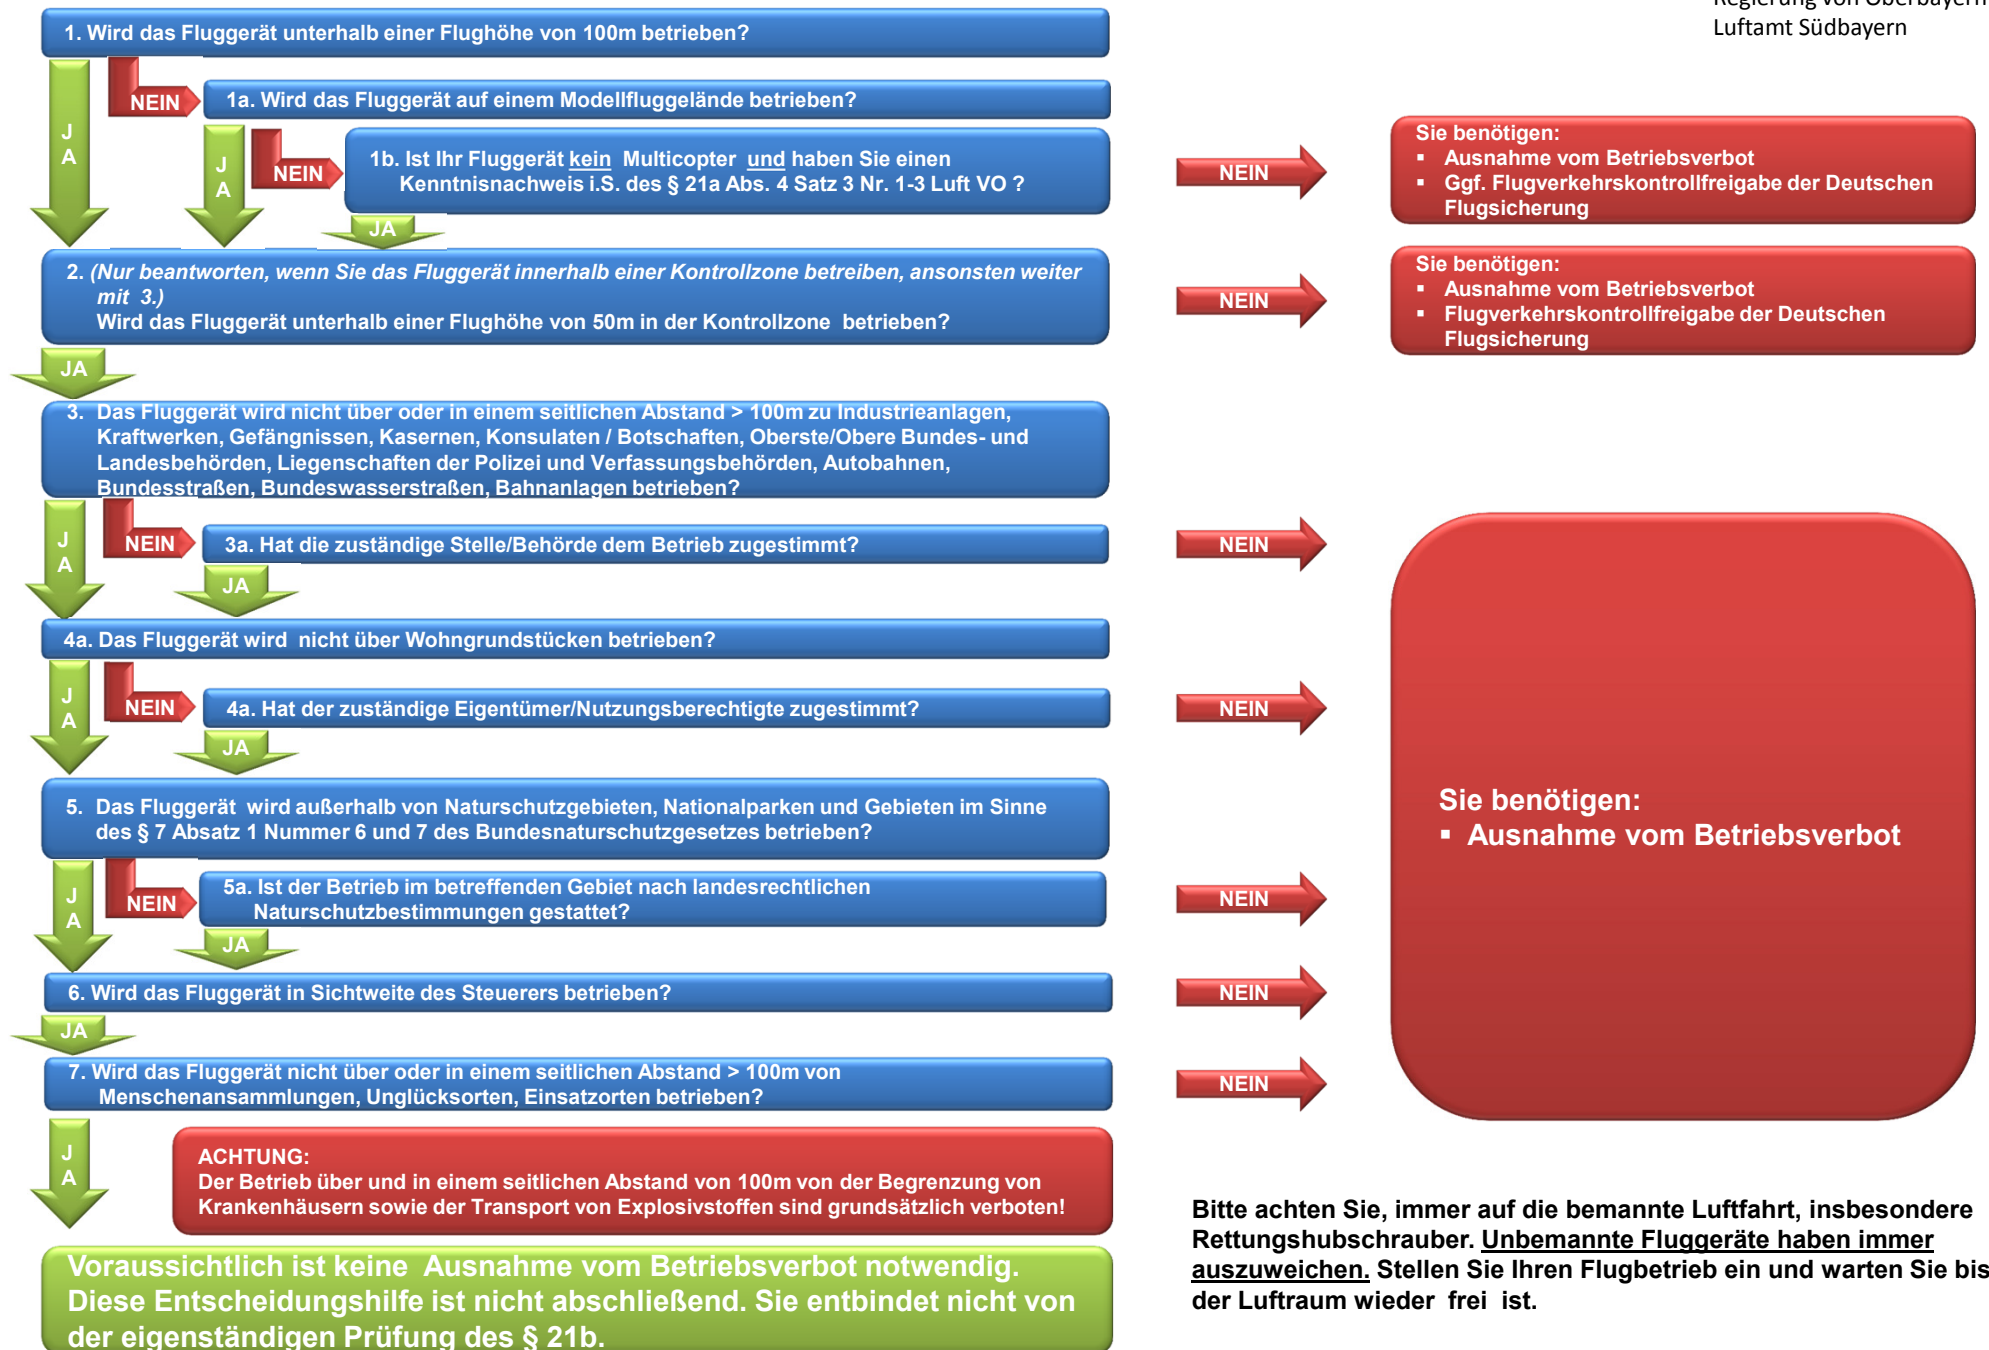 Regierung von Oberbayern
Luftamt Südbayern
1. Wird das Fluggerät unterhalb einer Flughöhe von 100m betrieben?
J
A
NEIN
1a. Wird das Fluggerät auf einem Modellfluggelände betrieben?
J
A
NEIN
1b. Ist Ihr Fluggerät kein Multicopter und haben Sie einen
Kenntnisnachweis i.S. des § 21a Abs. 4 Satz 3 Nr. 1-3 Luft VO ?
JA
NEIN
Sie benötigen:
▪ Ausnahme vom Betriebsverbot
▪ Ggf. Flugverkehrskontrollfreigabe der Deutschen
Flugsicherung
2. (Nur beantworten, wenn Sie das Fluggerät innerhalb einer Kontrollzone betreiben, ansonsten weiter
mit 3.)
Wird das Fluggerät unterhalb einer Flughöhe von 50m in der Kontrollzone betrieben?
JA
NEIN
Sie benötigen:
▪ Ausnahme vom Betriebsverbot
▪ Flugverkehrskontrollfreigabe der Deutschen
Flugsicherung
3. Das Fluggerät wird nicht über oder in einem seitlichen Abstand > 100m zu Industrieanlagen,
Kraftwerken, Gefängnissen, Kasernen, Konsulaten / Botschaften, Oberste/Obere Bundes- und
Landesbehörden, Liegenschaften der Polizei und Verfassungsbehörden, Autobahnen,
Bundesstraßen, Bundeswasserstraßen, Bahnanlagen betrieben?
J
A
NEIN
3a. Hat die zuständige Stelle/Behörde dem Betrieb zugestimmt?
JA
NEIN
4a. Das Fluggerät wird nicht über Wohngrundstücken betrieben?
J
A
NEIN
4a. Hat der zuständige Eigentümer/Nutzungsberechtigte zugestimmt?
JA
NEIN
5. Das Fluggerät wird außerhalb von Naturschutzgebieten, Nationalparken und Gebieten im Sinne
des § 7 Absatz 1 Nummer 6 und 7 des Bundesnaturschutzgesetzes betrieben?
J
A
NEIN
5a. Ist der Betrieb im betreffenden Gebiet nach landesrechtlichen
Naturschutzbestimmungen gestattet?
JA
NEIN
6. Wird das Fluggerät in Sichtweite des Steuerers betrieben?
JA
NEIN
7. Wird das Fluggerät nicht über oder in einem seitlichen Abstand > 100m von
Menschenansammlungen, Unglücksorten, Einsatzorten betrieben?
J
A
NEIN
Sie benötigen:
▪ Ausnahme vom Betriebsverbot
ACHTUNG:
Der Betrieb über und in einem seitlichen Abstand von 100m von der Begrenzung von
Krankenhäusern sowie der Transport von Explosivstoffen sind grundsätzlich verboten!
Voraussichtlich ist keine Ausnahme vom Betriebsverbot notwendig.
Diese Entscheidungshilfe ist nicht abschließend. Sie entbindet nicht von
der eigenständigen Prüfung des § 21b.
Bitte achten Sie, immer auf die bemannte Luftfahrt, insbesondere
Rettungshubschrauber. Unbemannte Fluggeräte haben immer
auszuweichen. Stellen Sie Ihren Flugbetrieb ein und warten Sie bis
der Luftraum wieder frei ist.